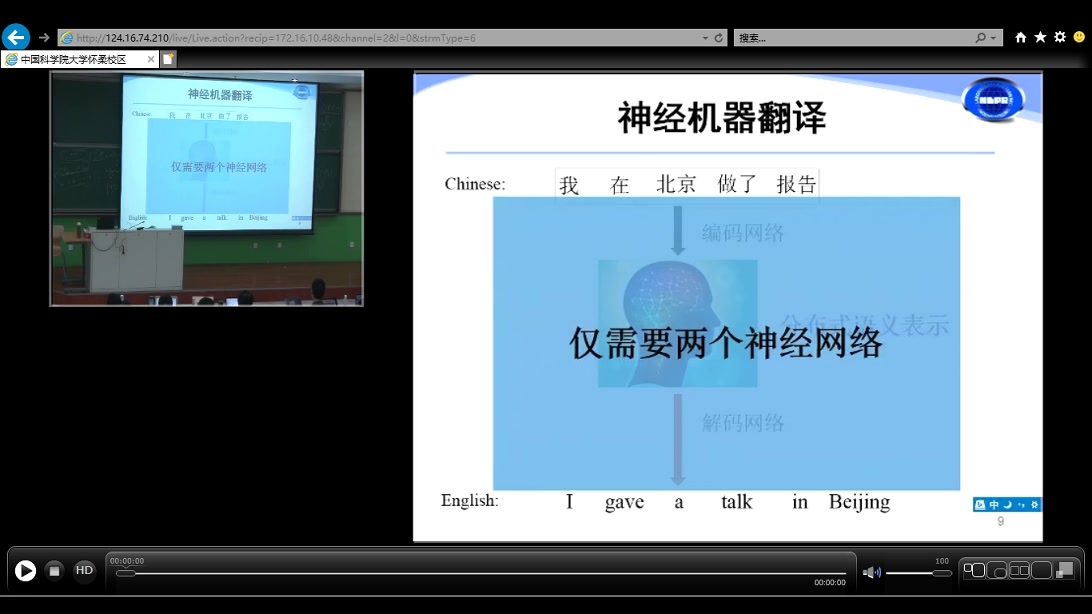 http://124.16.74.210/live/Live.action?recip=172.16.10.48&channel=2&l=0&strmType=6
搜索...
中国科学院大学怀柔校区
神经机器翻译
Chinese: 我 在 北京 做了 报告
仅需要两个神经网络
English: I gave a talk in Beijing
神经机器翻译
Chinese: 我 在 北京 做了 报告
编码网络
分布式语义表示
仅需要两个神经网络
解码网络
English: I gave a talk in Beijing
中
9
HD
00:00:00
00:00:00
100